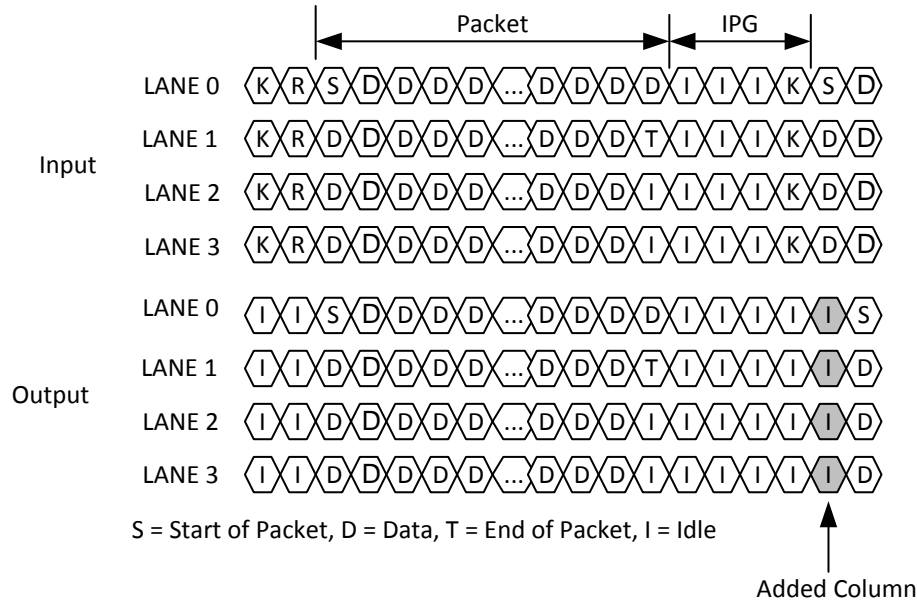 Packet IPG
LANE 0 K R S D D D D ... D D D D I I I K S D
LANE 1 K R D D D D D ... D D D T I I I K D D
Input
LANE 2 K R D D D D D ... D D D I I I I K D D
LANE 3 K R D D D D D ... D D D I I I I K D D
LANE 0 I I S D D D D ... D D D D I I I I I S
LANE 1 I I D D D D D ... D D D T I I I I I D
Output
LANE 2 I I D D D D D ... D D D I I I I I I D
LANE 3 I I D D D D D ... D D D I I I I I I D
S = Start of Packet, D = Data, T = End of Packet, I = Idle
Added Column